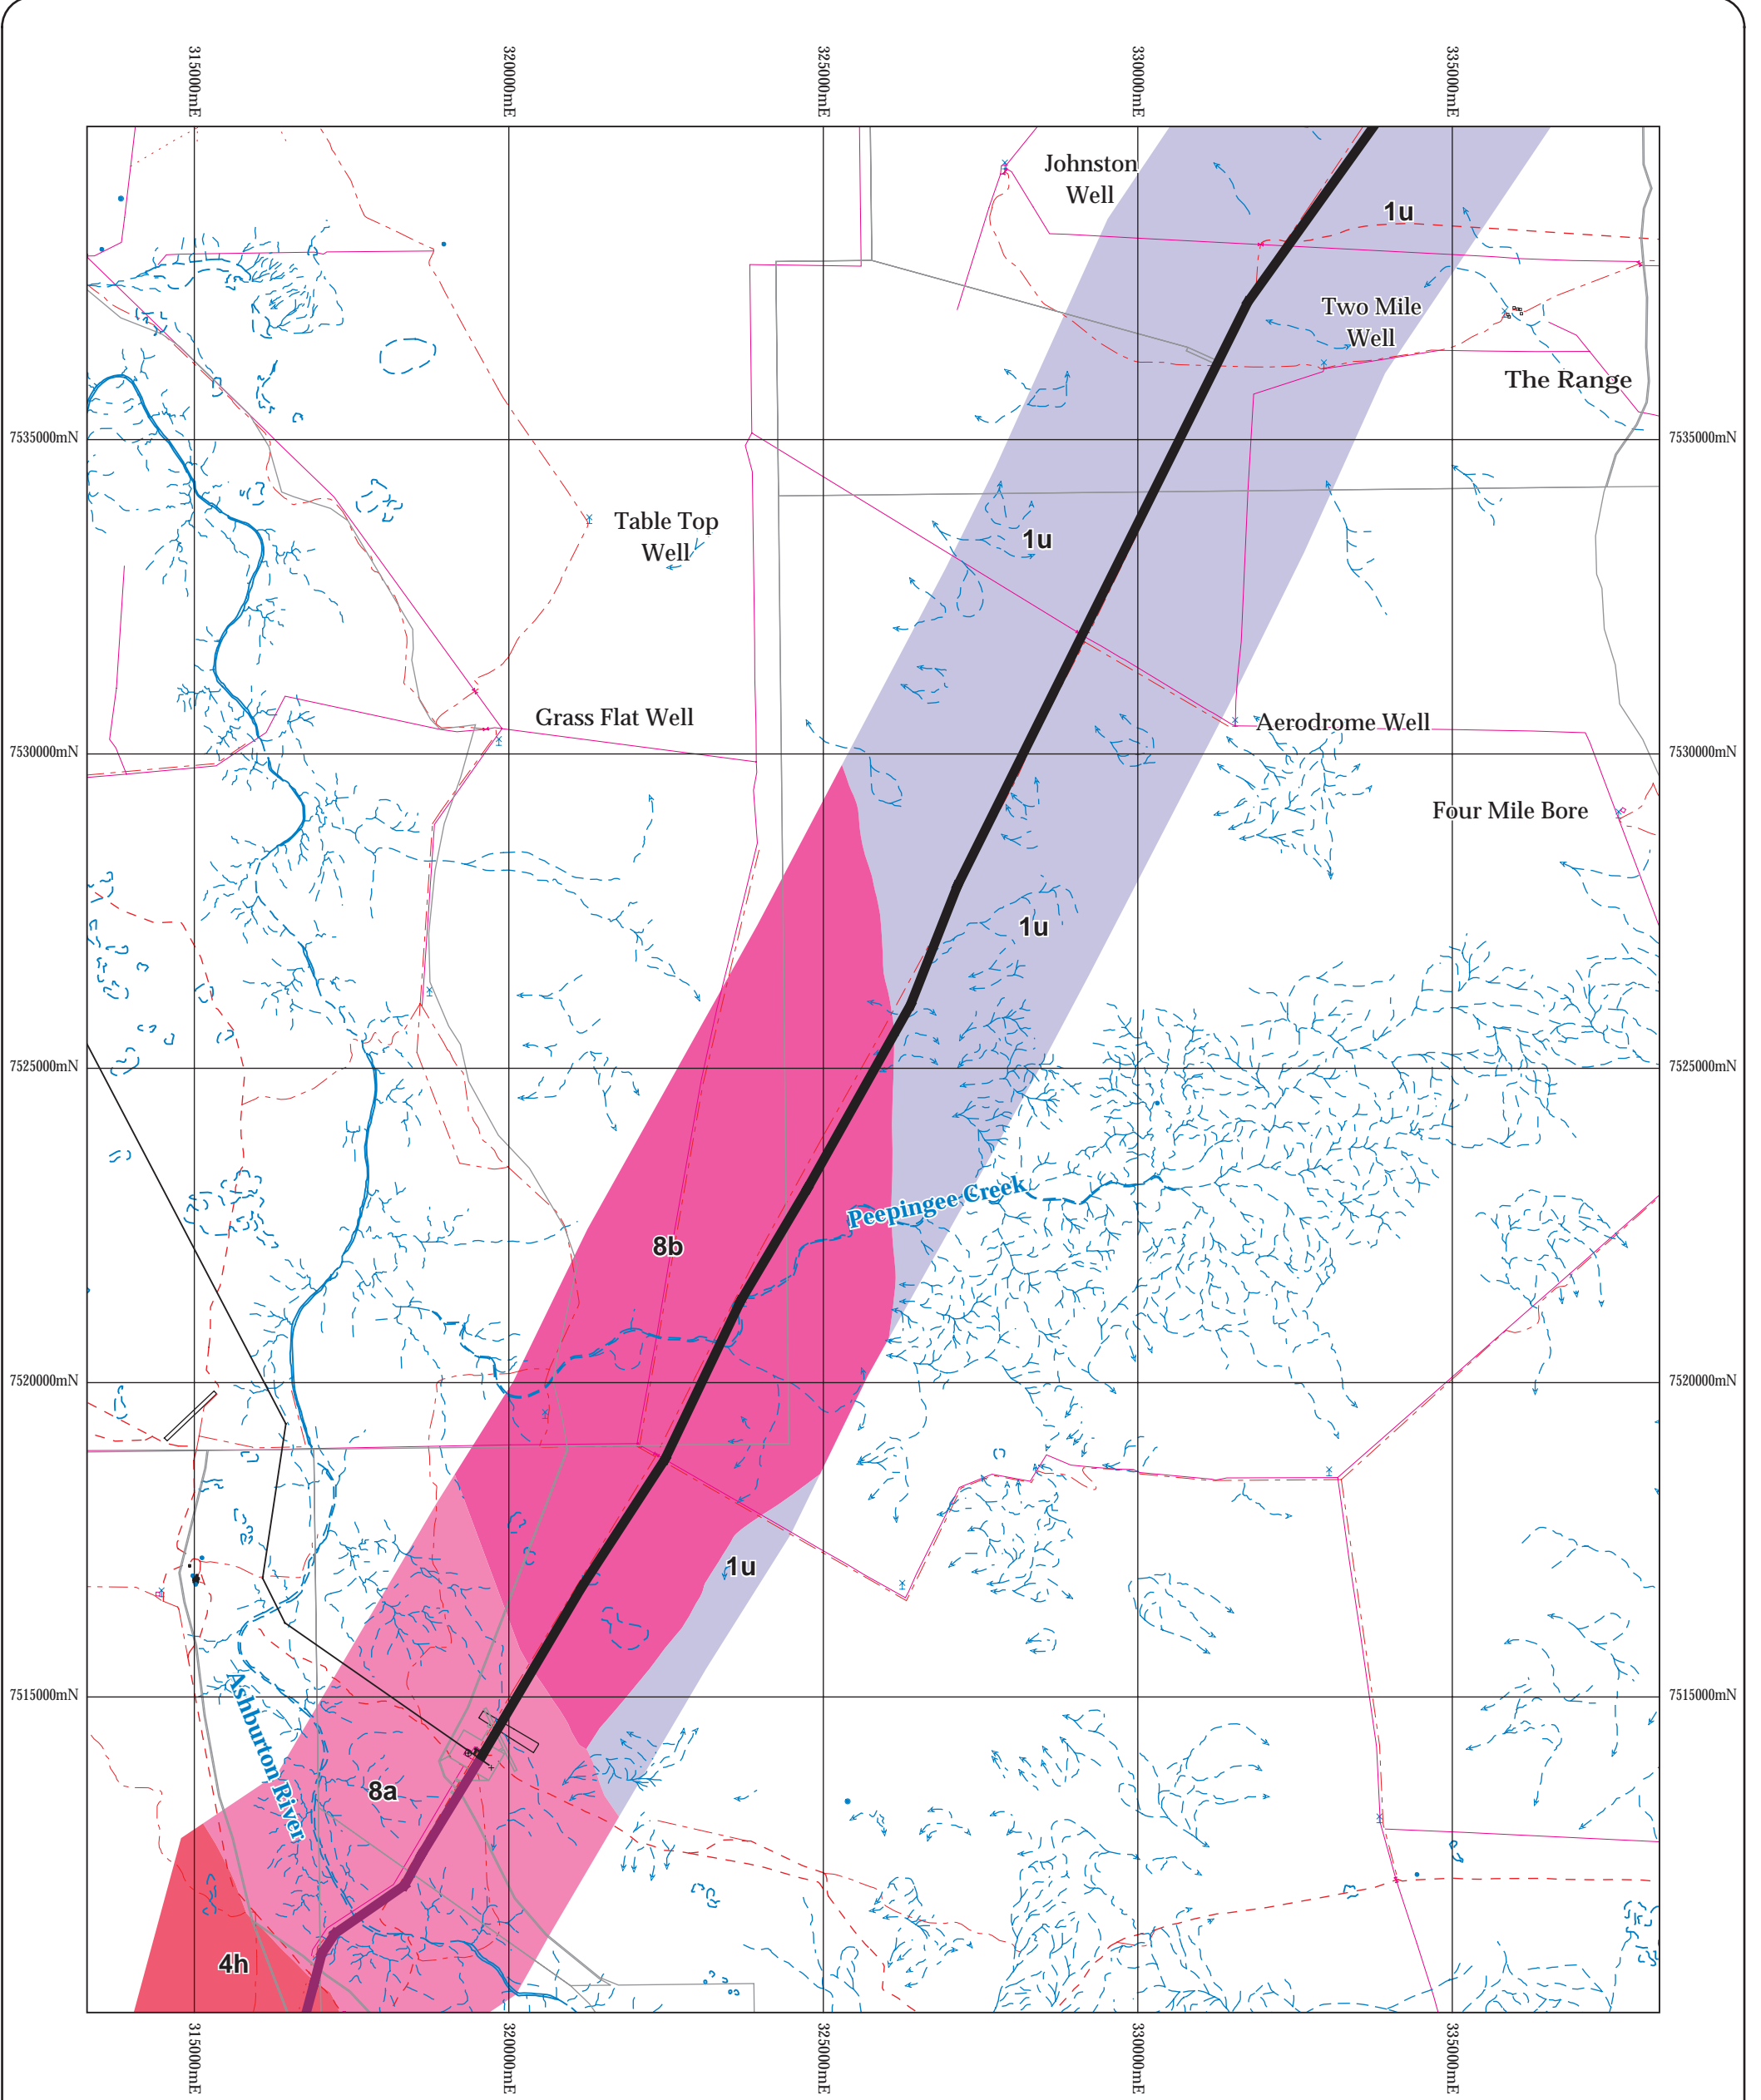 315000mE
320000mE
325000mE
330000mE
335000mE
Johnston
Well
1u
Two Mile
Well
The Range
7535000mN
7535000mN
Table Top
Well
1u
Grass Flat Well
Aerodrome Well
7530000mN
7530000mN
Four Mile Bore
1u
7525000mN
7525000mN
Peepingee Creek
8b
7520000mN
7520000mN
1u
7515000mN
7515000mN
Ashburton River
8a
4h
315000mE
320000mE
325000mE
330000mE
335000mE